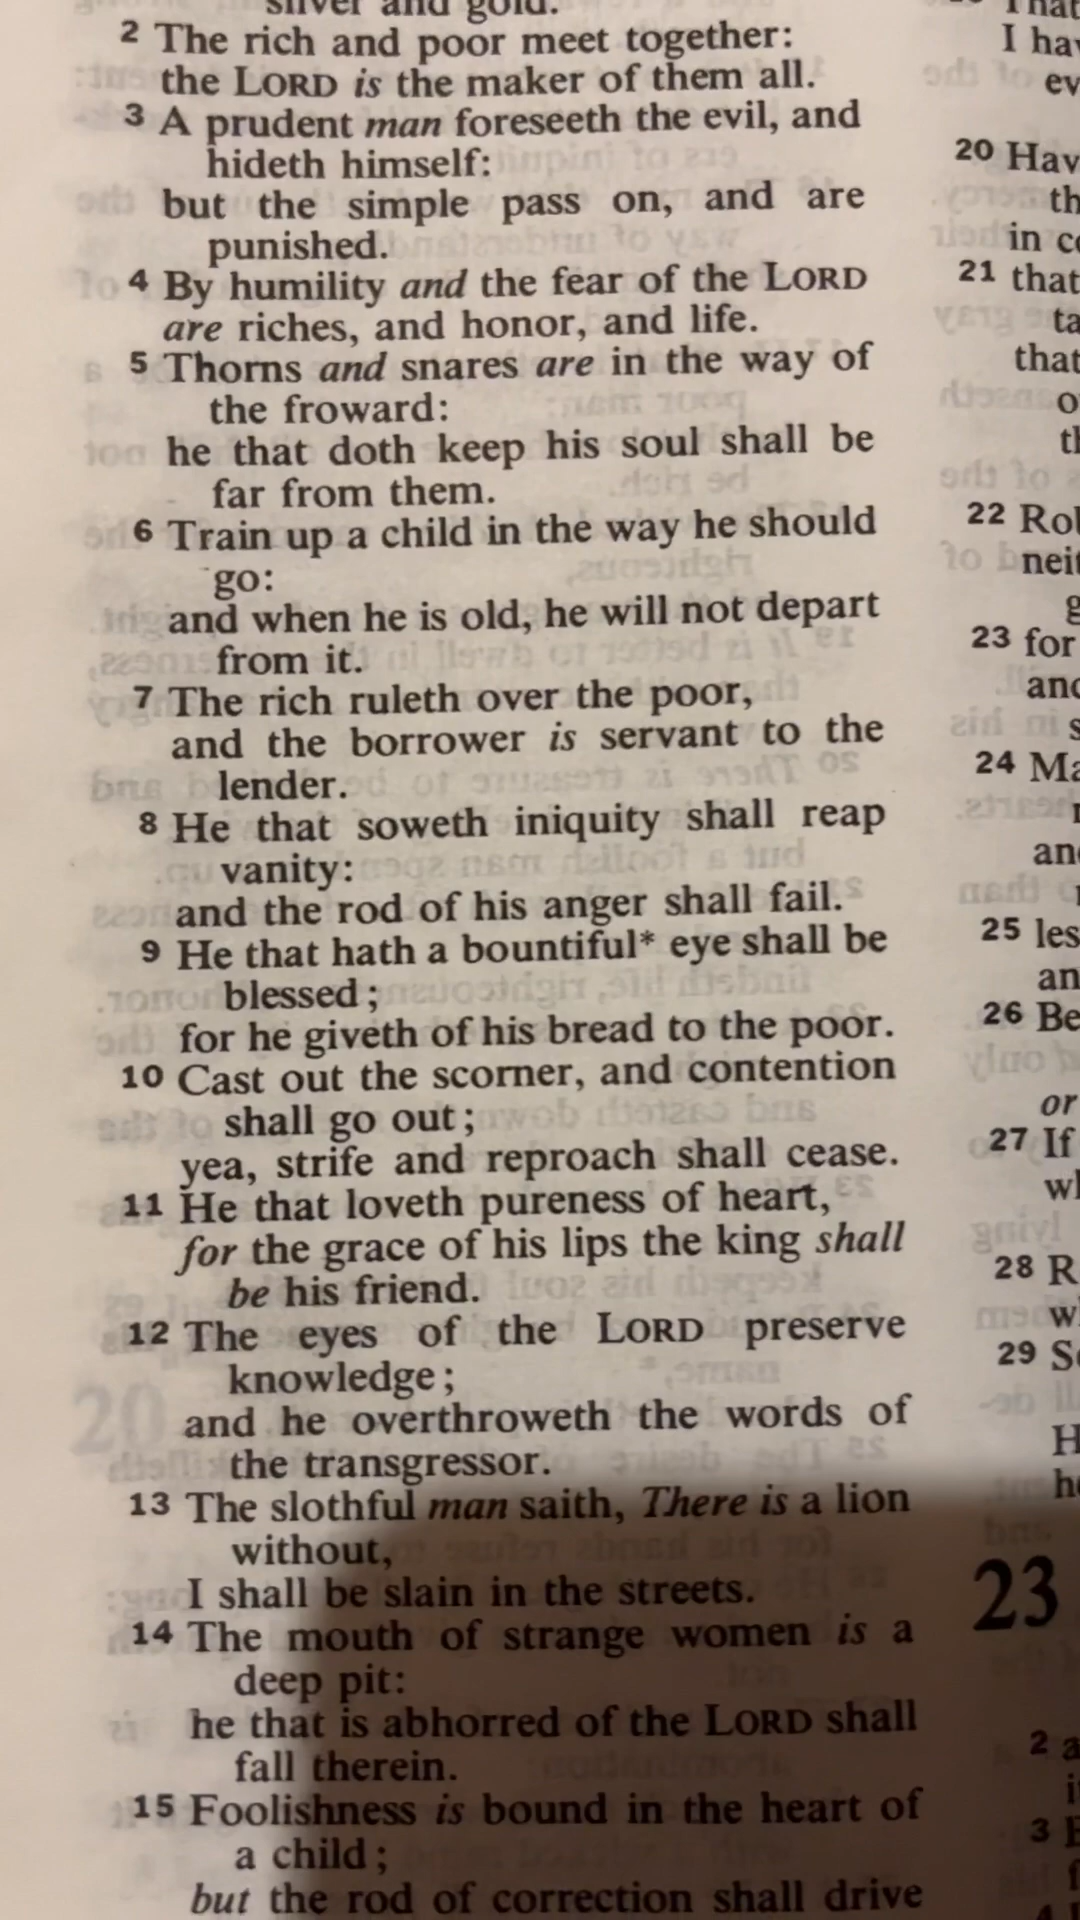 silver and gold.
2 The rich and poor meet together:
the LORD is the maker of them all.
3 A prudent man foreseeth the evil, and
hideth himself:
but the simple pass on, and are
punished.
4 By humility and the fear of the LORD
are riches, and honor, and life.
5 Thorns and snares are in the way of
the froward:
he that doth keep his soul shall be
far from them.
6 Train up a child in the way he should
go:
and when he is old, he will not depart
from it.
7 The rich ruleth over the poor,
and the borrower is servant to the
lender.
8 He that soweth iniquity shall reap
vanity:
and the rod of his anger shall fail.
9 He that hath a bountiful* eye shall be
blessed;
for he giveth of his bread to the poor.
10 Cast out the scorner, and contention
shall go out;
yea, strife and reproach shall cease.
11 He that loveth pureness of heart,
for the grace of his lips the king shall
be his friend.
12 The eyes of the LORD preserve
knowledge;
and he overthroweth the words of
the transgressor.
13 The slothful man saith, There is a lion
without,
I shall be slain in the streets.
14 The mouth of strange women is a
deep pit:
he that is abhorred of the LORD shall
fall therein.
15 Foolishness is bound in the heart of
a child;
but the rod of correction shall drive
That
I
20
in
21 that
that
22
23 for
24
25
26
or
27 If
28
29
23
2
3